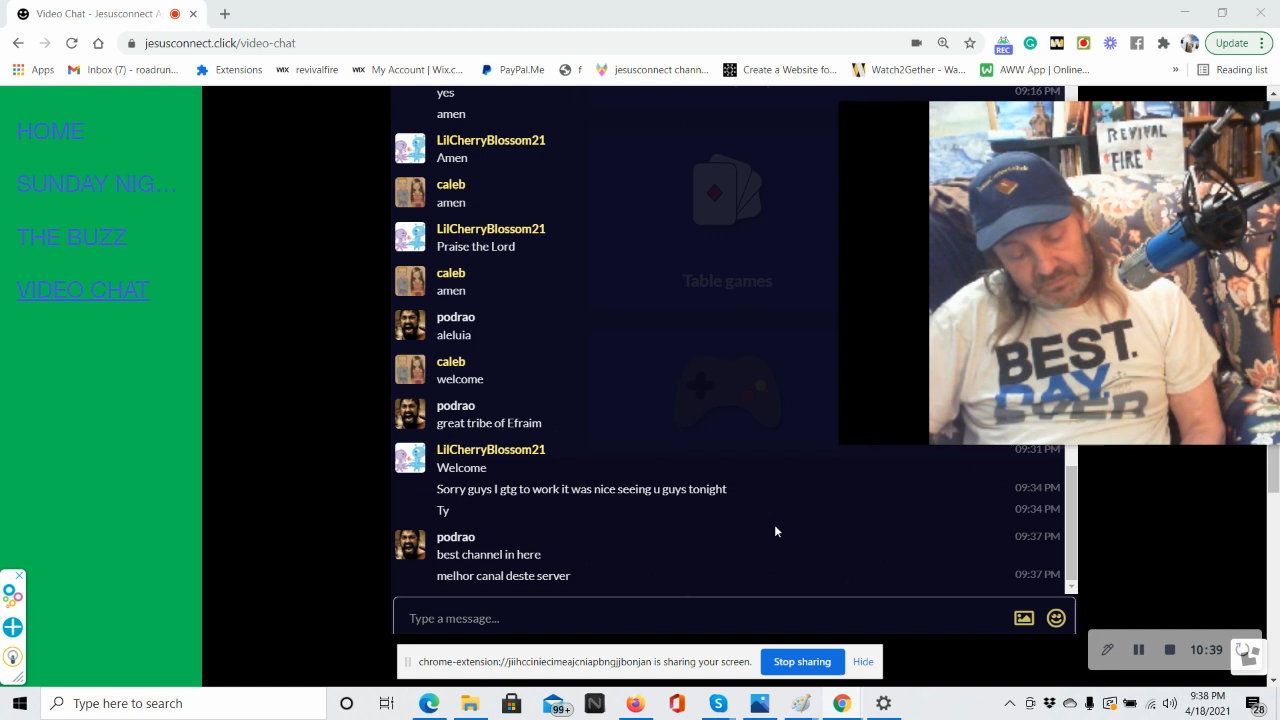 Video Chat - Jesusconnect A
jesusconnect.click/video-chat
REC
Update
Apps
Inbox (7) - roadrun...
Extensions
revivalfire
WIX
My Account | Wix.c...
PayPal.Me
f
jesusconnect chann...
Create a Website fo...
Watch2Gether - Wa...
AWW App | Online...
»
Reading list
HOME
SUNDAY NIG...
THE BUZZ
VIDEO CHAT
yes
09:16 PM
amen
LilCherryBlossom21
Amen
caleb
amen
LilCherryBlossom21
Praise the Lord
caleb
amen
podrao
aleluia
caleb
welcome
podrao
great tribe of Efraim
LilCherryBlossom21
09:31 PM
Welcome
Sorry guys I gtg to work it was nice seeing u guys tonight
09:34 PM
Ty
09:34 PM
podrao
09:37 PM
best channel in here
melhor canal deste server
09:37 PM
Table games
REVIVAL
FIRE
BEST.
DAY
EVER
Type a message...
chrome-extension://jiihcciniecimeajcniapbngjjbonjan is sharing your screen.
Stop sharing
Hide
10:39
Type here to search
99+
9:38 PM
4/18/2021
28